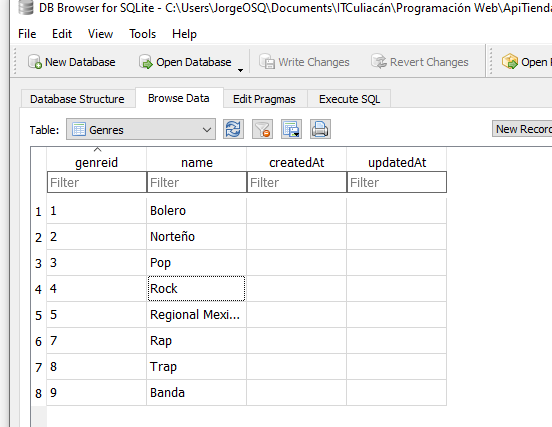 DB Browser for SQLite - C:\Users\JorgeOSQ\Documents\ITCuliacán\Programación Web\ApiTienda
File Edit View Tools Help
New Database Open Database Write Changes Revert Changes Open
Database Structure Browse Data Edit Pragmas Execute SQL
Table: Genres New Record
genreid name createdAt updatedAt
Filter Filter Filter Filter
1 1 Bolero
2 2 Norteño
3 3 Pop
4 4 Rock
5 5 Regional Mexi...
6 7 Rap
7 8 Trap
8 9 Banda